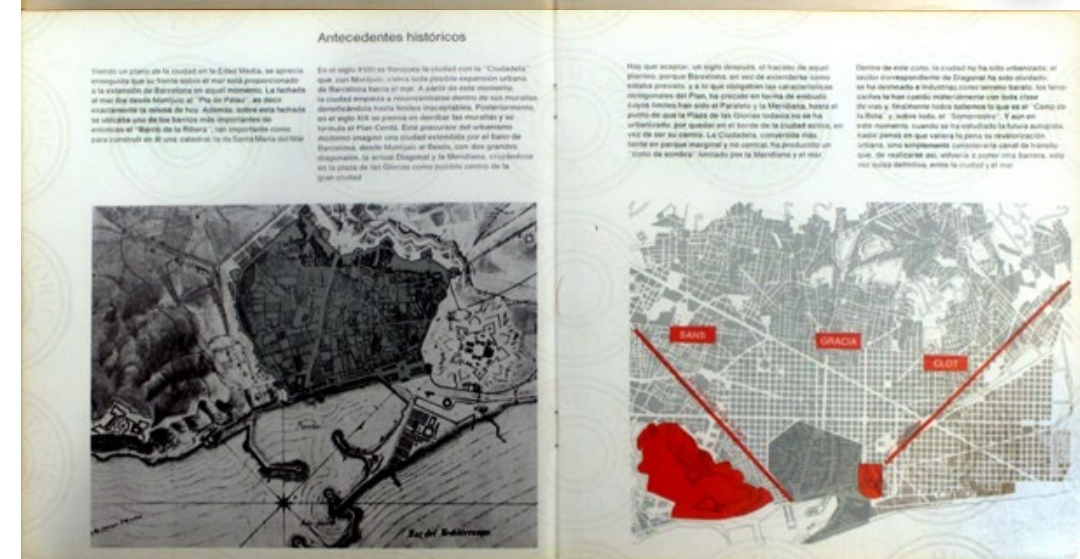 Antecedentes históricos
Viendo un plano de la ciudad en la Edad Media, se aprecia
enseguida que su frente sobre el mar está proporcionado
a la extensión de Barcelona en aquel momento. La fachada
al mar iba desde Montjuic al "Pla de Palau", es decir
exactamente la misma de hoy. Además, sobre esta fachada
se ubicaba uno de los barrios más importantes de
entonces el "Barrio de la Ribera", tan importante como
para construir en él una catedral: la de Santa María del Mar
En el siglo XVIII se franquea la ciudad con la "Ciudadela"
que, con Montjuic, cierra toda posible expansión urbana
de Barcelona hacia el mar. A partir de este momento,
la ciudad empieza a reconcentrarse dentro de sus murallas
densificándola hasta límites inaceptables. Posteriormente,
en el siglo XIX se piensa en derribar las murallas y se
formula el Plan Cerdá. Este precursor del urbanismo
moderno imaginó una ciudad extendida por el llano de
Barcelona, desde Montjuic al Besós, con dos grandes
diagonales, la actual Diagonal y la Meridiana, cruzándose
en la plaza de las Glorias como posible centro de la
gran ciudad
Hay que aceptar, un siglo después, el fracaso de aquel
planteo, porque Barcelona, en vez de extenderse como
estaba previsto, y a lo que obligaban las características
octogonales del Plan, ha crecido en forma de embudo
cuyos límites han sido el Paralelo y la Meridiana, hasta el
punto de que la Plaza de las Glorias todavía no se ha
urbanizado, por quedar en el borde de la ciudad activa, en
vez de ser su centro. La Ciudadela, convertida más
tarde en parque marginal y no central, ha producido un
"cono de sombra" limitado por la Meridiana y el mar.
Dentro de este cono, la ciudad no ha sido urbanizada, el
sector correspondiente de Diagonal ha sido olvidado,
se ha destinado a industrias como terreno barato, los ferro-
carriles la han cosido materialmente con toda clase
de vías y, finalmente todos sabemos lo que es el "Camp de
la Bota" y, sobre todo, el "Somorrostro". Y aún en
este momento, cuando se ha estudiado la futura autopista,
nadie pensó en que valiera la pena su revalorización
urbana, sino simplemente considerarla canal de tránsito
que, de realizarse así, volvería a poner otra barrera, esta
vez quizá definitiva, entre la ciudad y el mar
Mar del Mediterraneo
SANS
GRACIA
CLOT